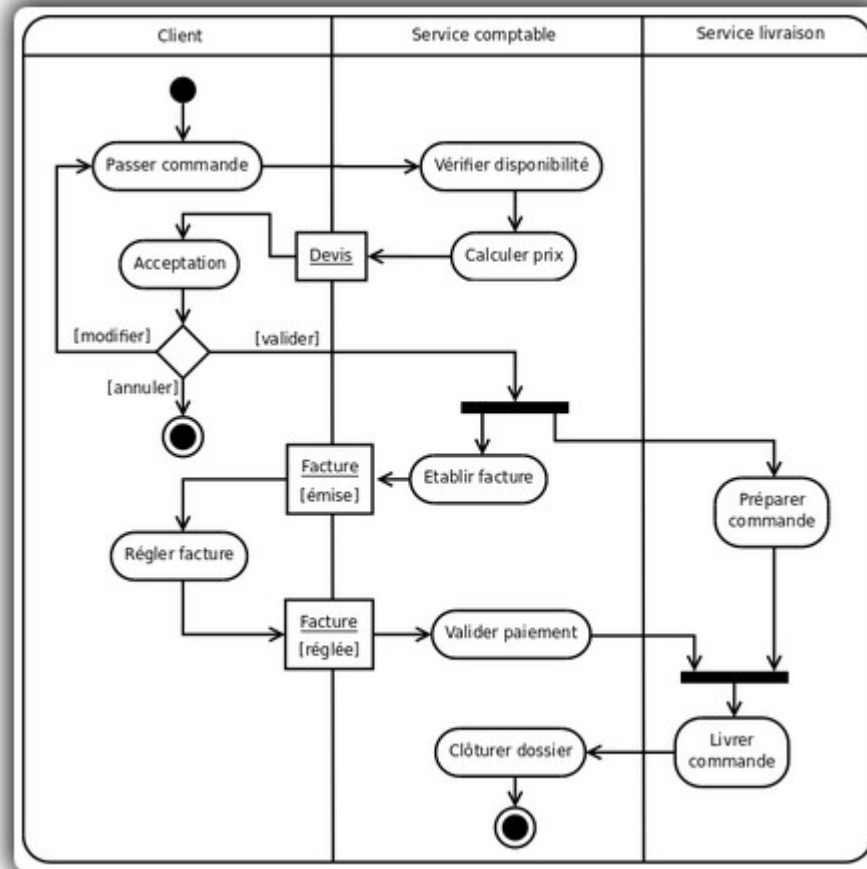 Client
Service comptable
Service livraison
Passer commande
Vérifier disponibilité
Acceptation
Devis
Calculer prix
[modifier]
[valider]
[annuler]
Facture
[émise]
Etablir facture
Préparer
commande
Régler facture
Facture
[réglée]
Valider paiement
Clôturer dossier
Livrer
commande